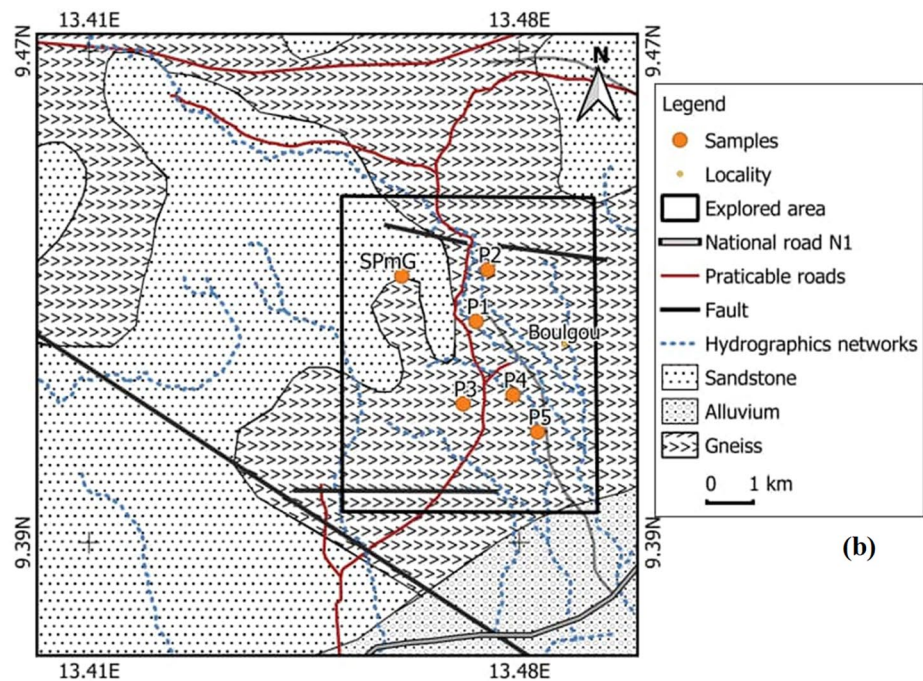 13.41E 13.48E
9.47N 9.47N
N
SPmG
P2
P1
Boulgou
P3
P4
P5
9.39N 9.39N
13.41E 13.48E
Legend
Samples
Locality
Explored area
National road N1
Praticable roads
Fault
Hydrographics networks
Sandstone
Alluvium
Gneiss
0 1 km
(b)